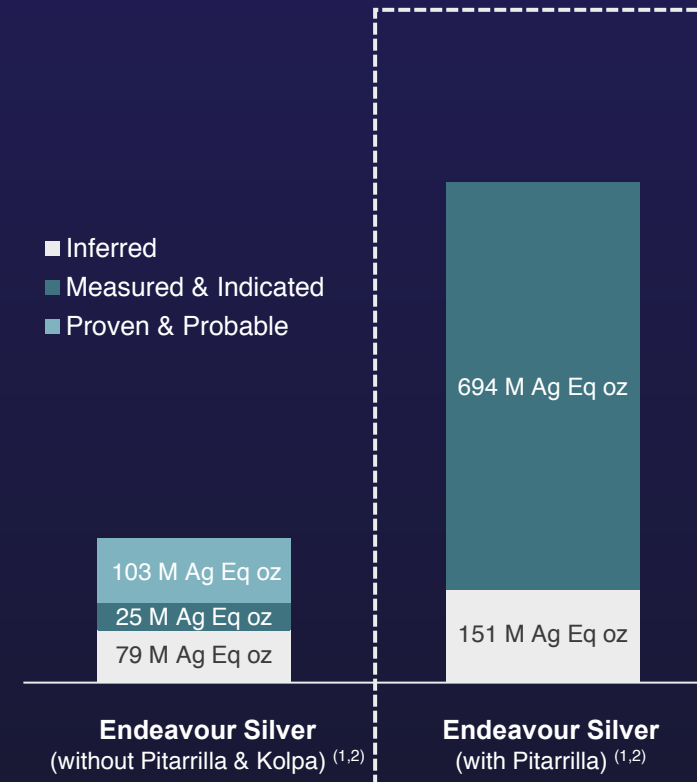 Inferred
Measured & Indicated
Proven & Probable
694 M Ag Eq oz
103 M Ag Eq oz
25 M Ag Eq oz
79 M Ag Eq oz
151 M Ag Eq oz
Endeavour Silver
(without Pitarrilla & Kolpa) (1,2)
Endeavour Silver
(with Pitarrilla) (1,2)